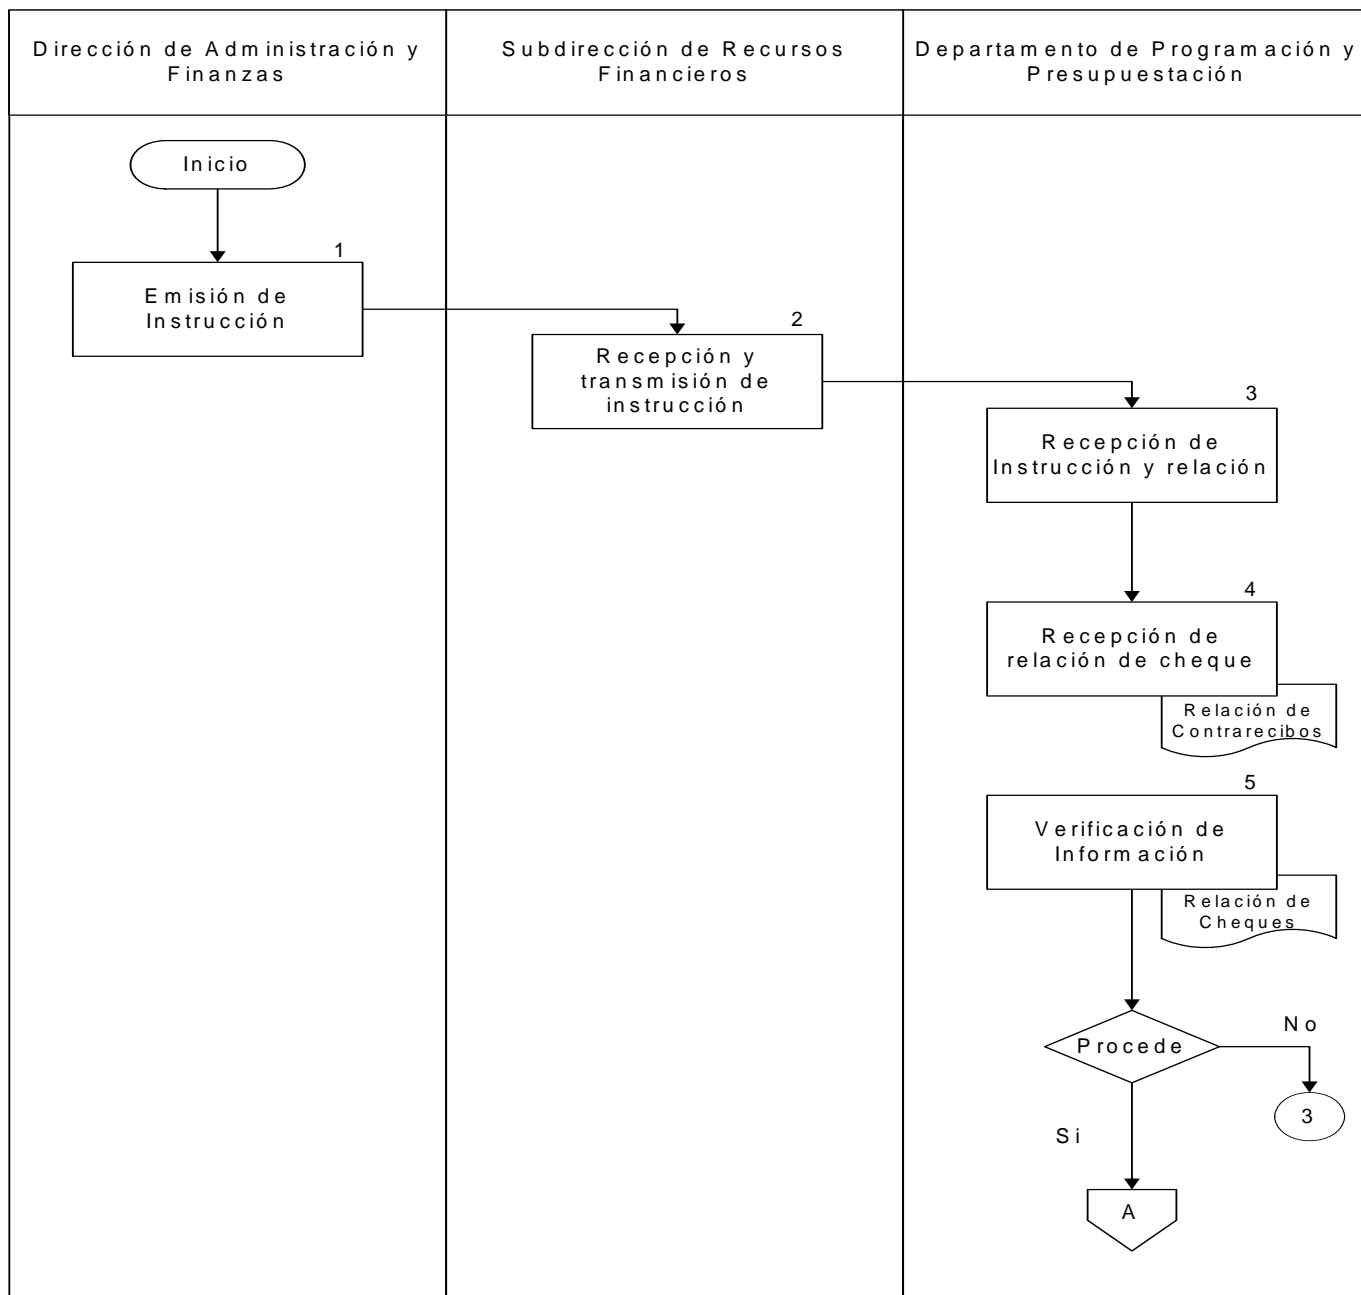 Dirección de Administración y
Finanzas
Subdirección de Recursos
Financieros
Departamento de Programación y
Presupuestación
Inicio
1
Emisión de
Instrucción
2
Recepción y
transmisión de
instrucción
3
Recepción de
Instrucción y relación
4
Recepción de
relación de cheque
Relación de
Contrarecibos
5
Verificación de
Información
Relación de
Cheques
Procede
No
3
Si
A